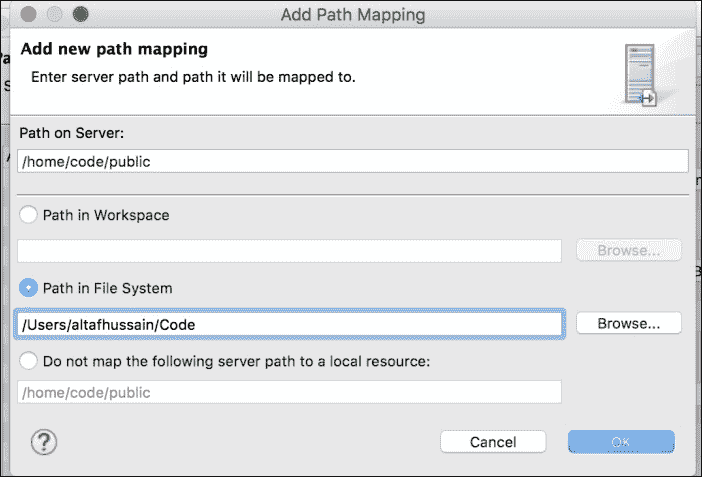 Add Path Mapping
Add new path mapping
Enter server path and path it will be mapped to.
Path on Server:
/home/code/public
Path in Workspace
Browse...
Path in File System
/Users/altafhussain/Code
Browse...
Do not map the following server path to a local resource:
/home/code/public
?
Cancel
OK